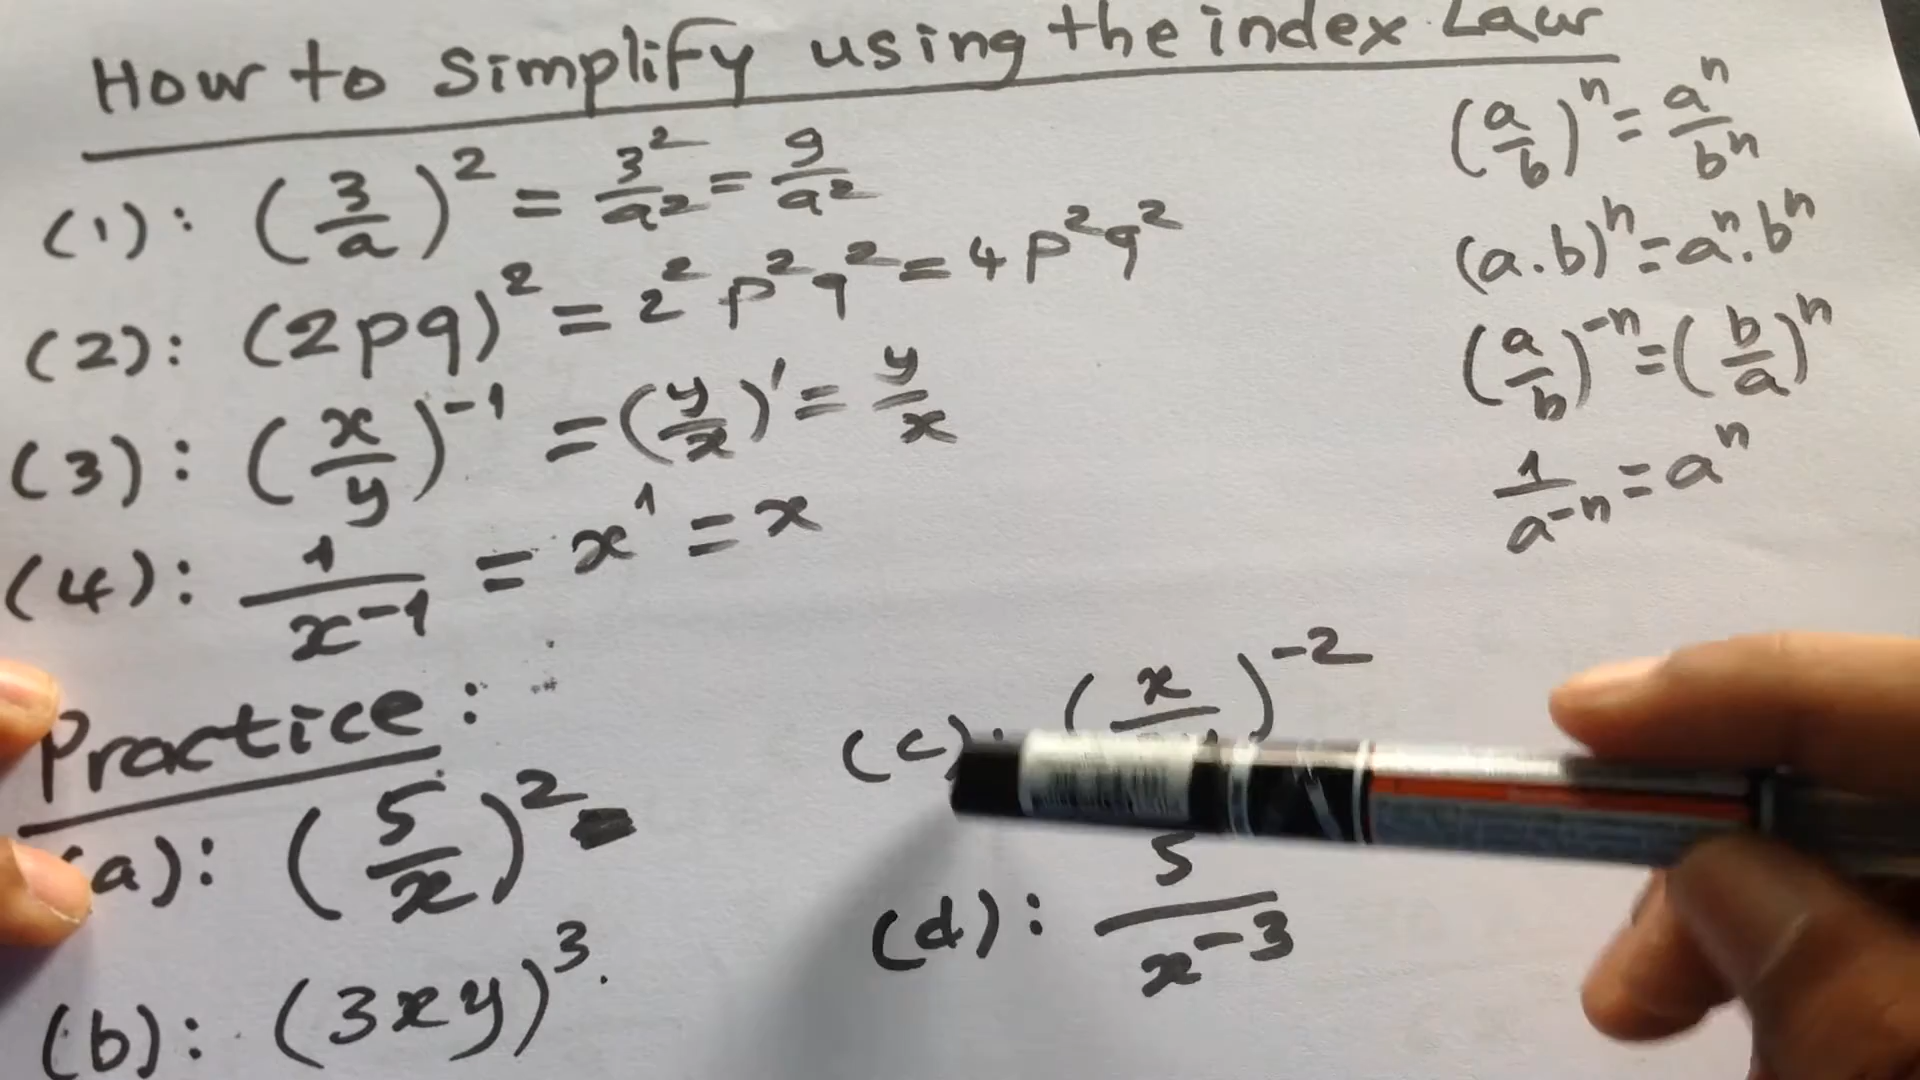 How to Simplify using the index Law
(1): (3/a)^2 = 3^2/a^2 = 9/a^2
(2): (2pq)^2 = 2^2 p^2 q^2 = 4 p^2 q^2
(3): (x/y)^-1 = (y/x)^1 = y/x
(4): 1/x^-1 = x^1 = x
(a/b)^n = a^n/b^n
(a.b)^n = a^n . b^n
(a/b)^-n = (b/a)^n
1/a^-n = a^n
Practice:
(a): (5/x)^2 =
(b): (3xy)^3.
(c): (x/ )^-2
(d): 5/x^-3